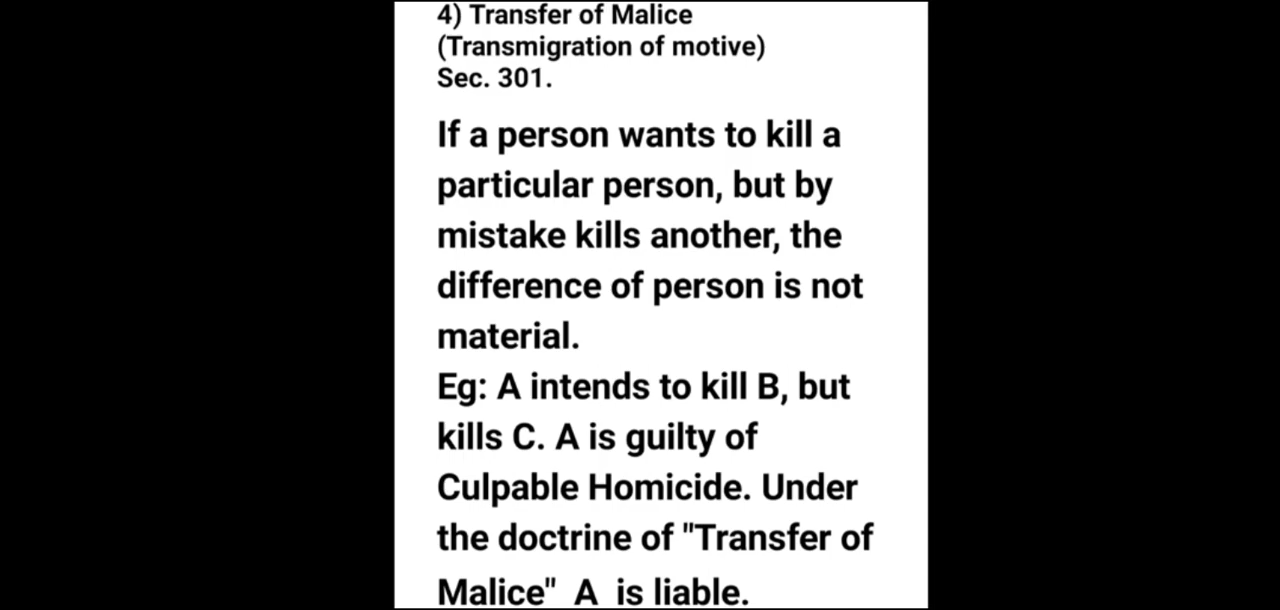 4) Transfer of Malice
(Transmigration of motive)
Sec. 301.
If a person wants to kill a
particular person, but by
mistake kills another, the
difference of person is not
material.
Eg: A intends to kill B, but
kills C. A is guilty of
Culpable Homicide. Under
the doctrine of "Transfer of
Malice" A is liable.